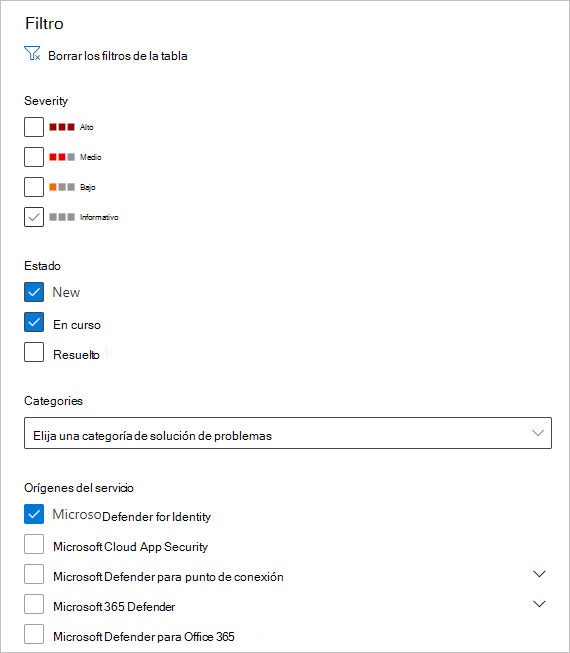 Filtro
Borrar los filtros de la tabla
Severity
Alto
Medio
Bajo
Informativo
Estado
New
En curso
Resuelto
Categories
Elija una categoría de solución de problemas
Orígenes del servicio
Microso Defender for Identity
Microsoft Cloud App Security
Microsoft Defender para punto de conexión
Microsoft 365 Defender
Microsoft Defender para Office 365